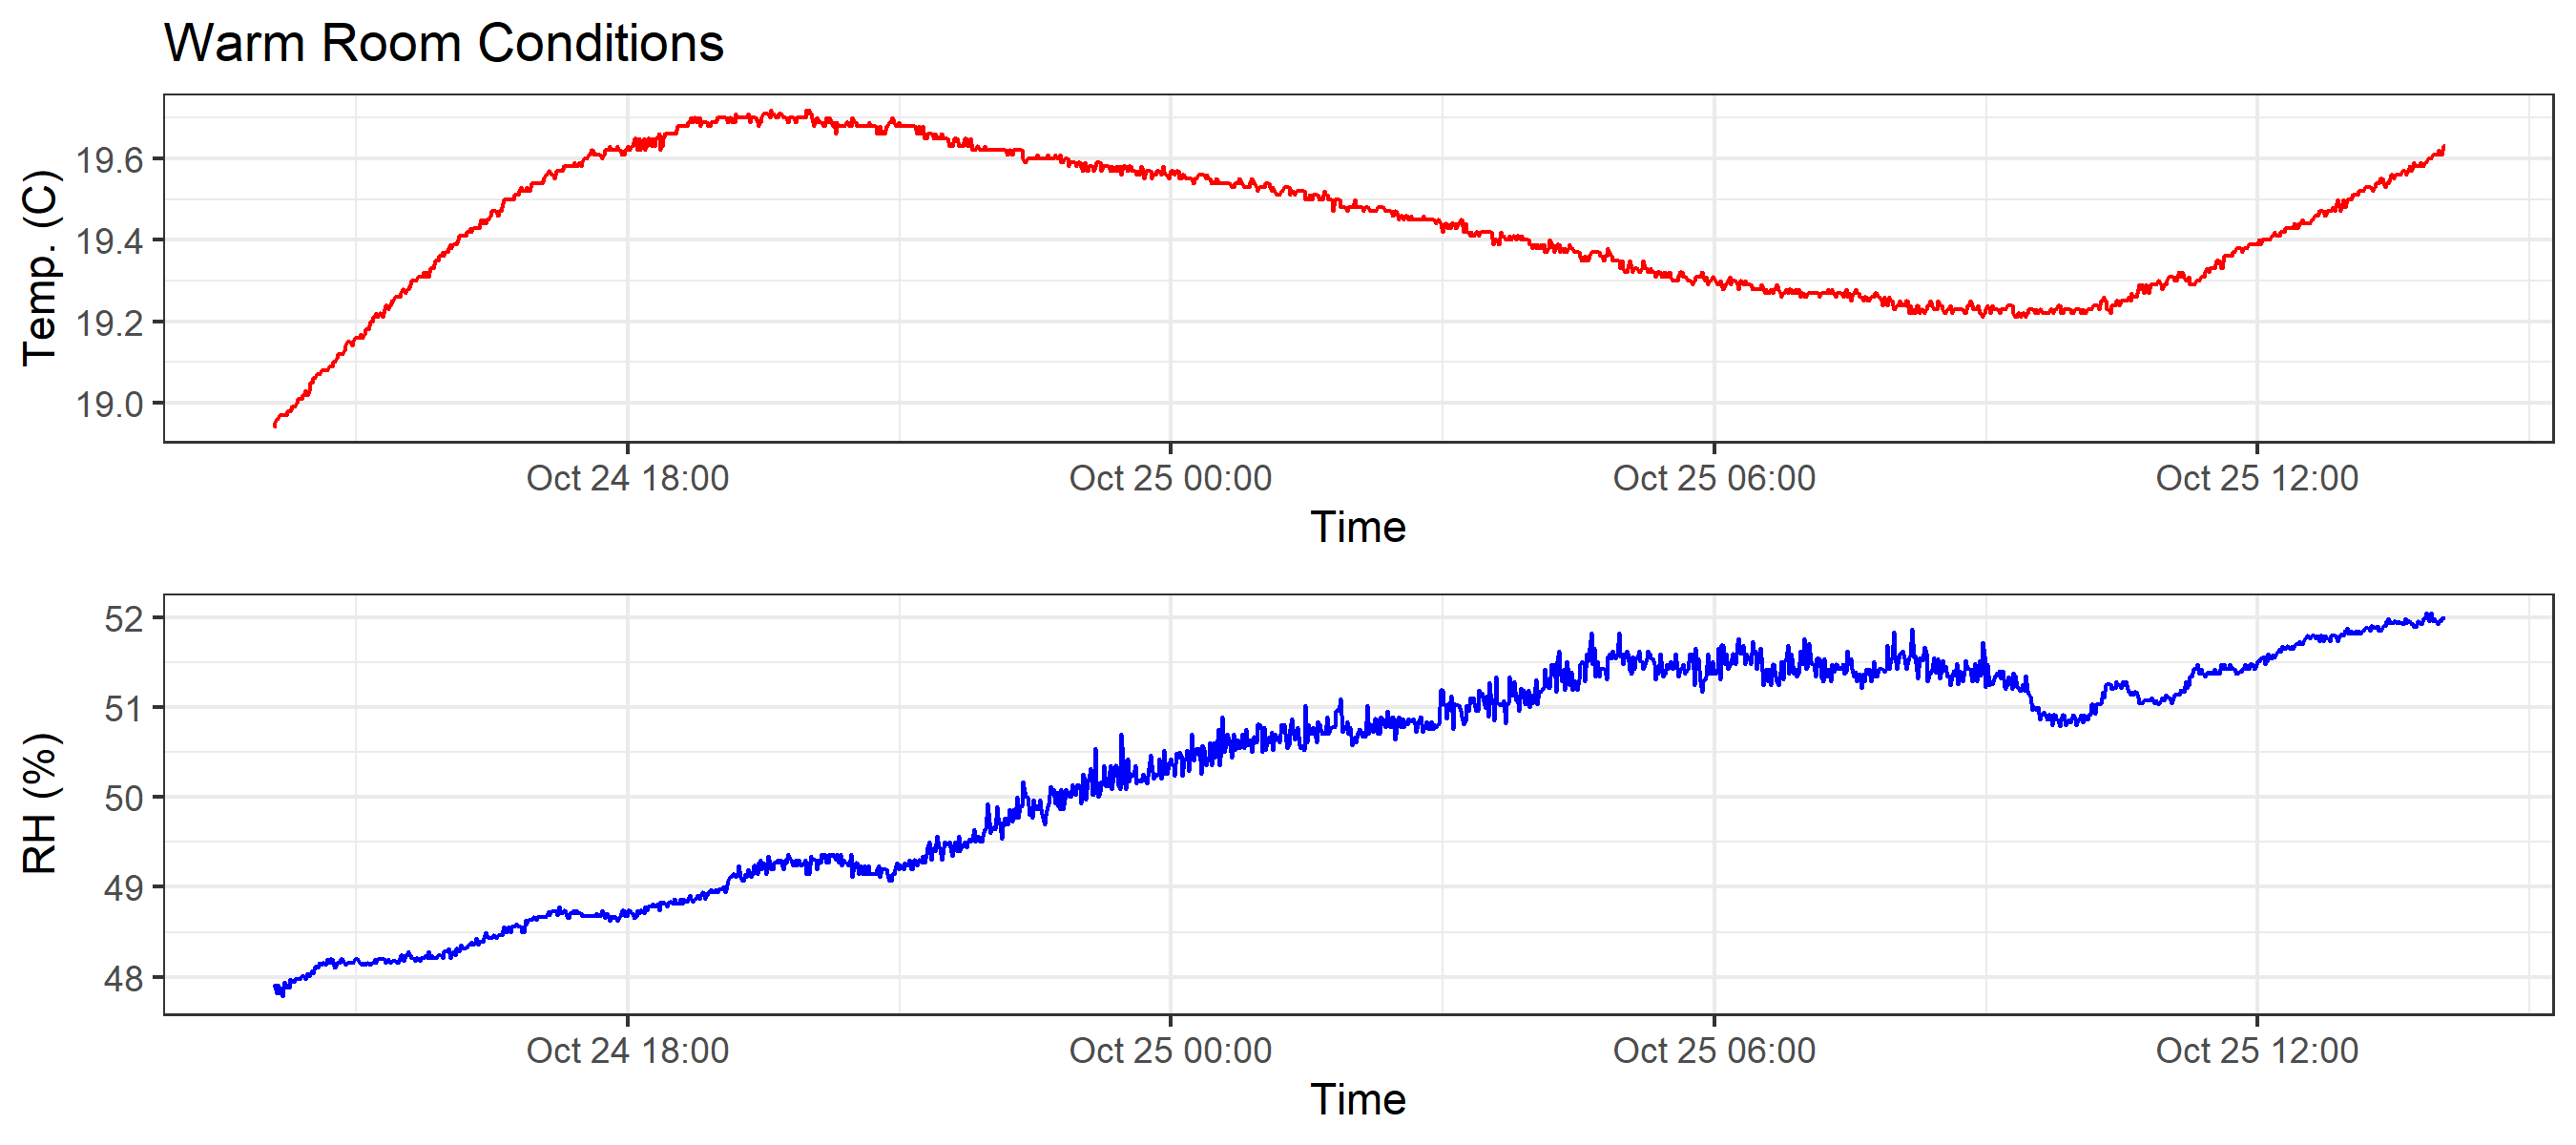 Warm Room Conditions
Temp. (C)
19.6
19.4
19.2
19.0
Oct 24 18:00 Oct 25 00:00 Oct 25 06:00 Oct 25 12:00
Time
RH (%)
52
51
50
49
48
Oct 24 18:00 Oct 25 00:00 Oct 25 06:00 Oct 25 12:00
Time